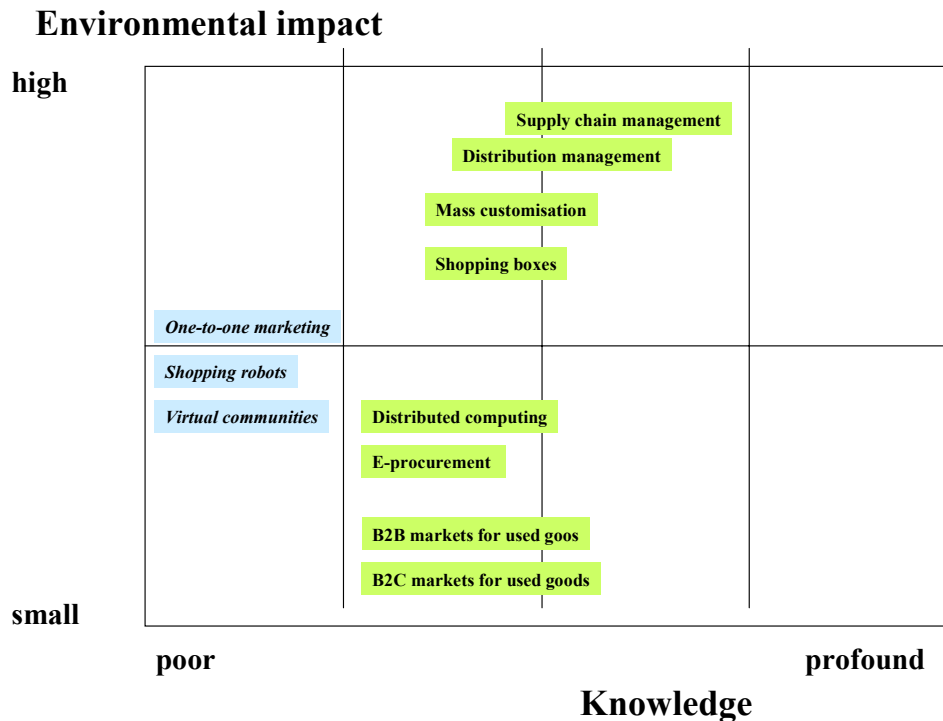 Environmental impact
high
Supply chain management
Distribution management
Mass customisation
Shopping boxes
One-to-one marketing
Shopping robots
Virtual communities
Distributed computing
E-procurement
B2B markets for used goos
B2C markets for used goods
small
poor
profound
Knowledge